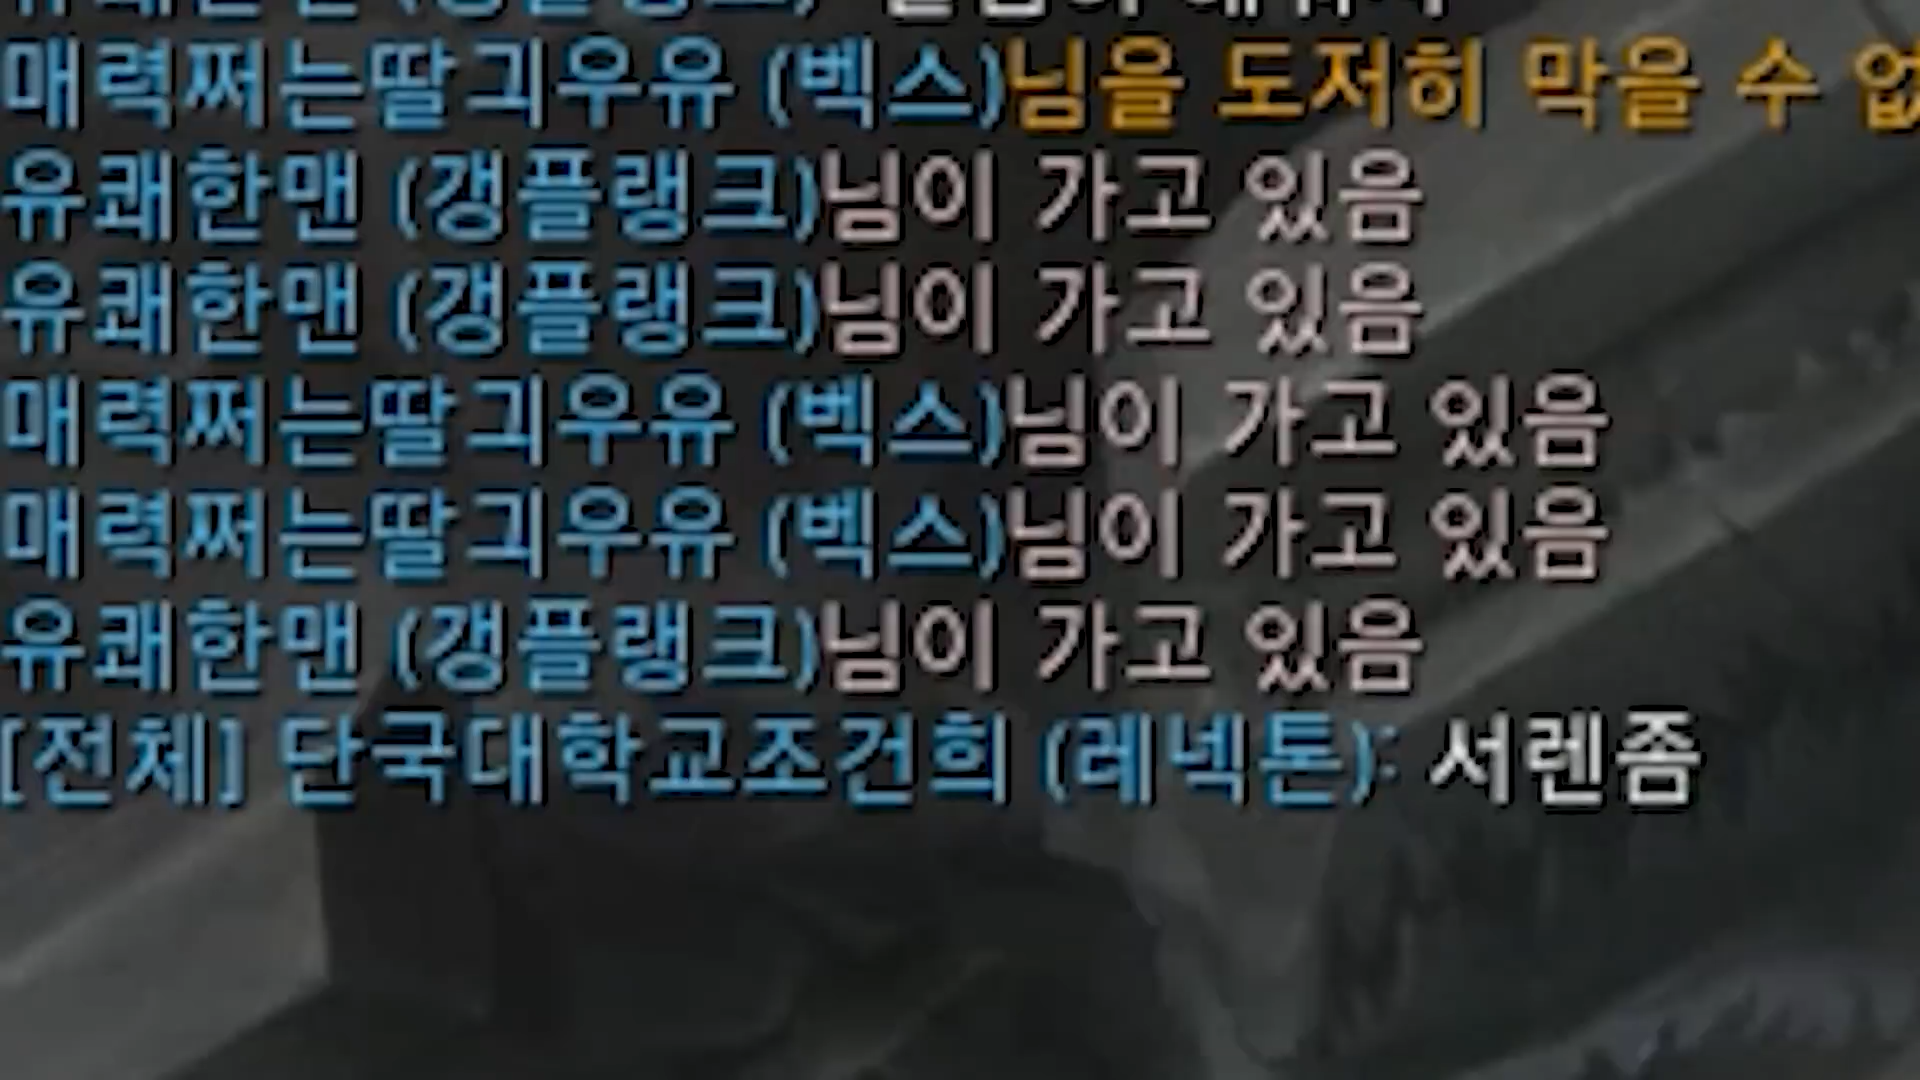 매력쩌는딸긔우유 (벡스)님을 도저히 막을 수
유쾌한맨 (갱플랭크)님이 가고 있음
유쾌한맨 (갱플랭크)님이 가고 있음
매력쩌는딸긔우유 (벡스)님이 가고 있음
매력쩌는딸긔우유 (벡스)님이 가고 있음
유쾌한맨 (갱플랭크)님이 가고 있음
[전체] 단국대학교조건희 (레넥톤): 서렌좀